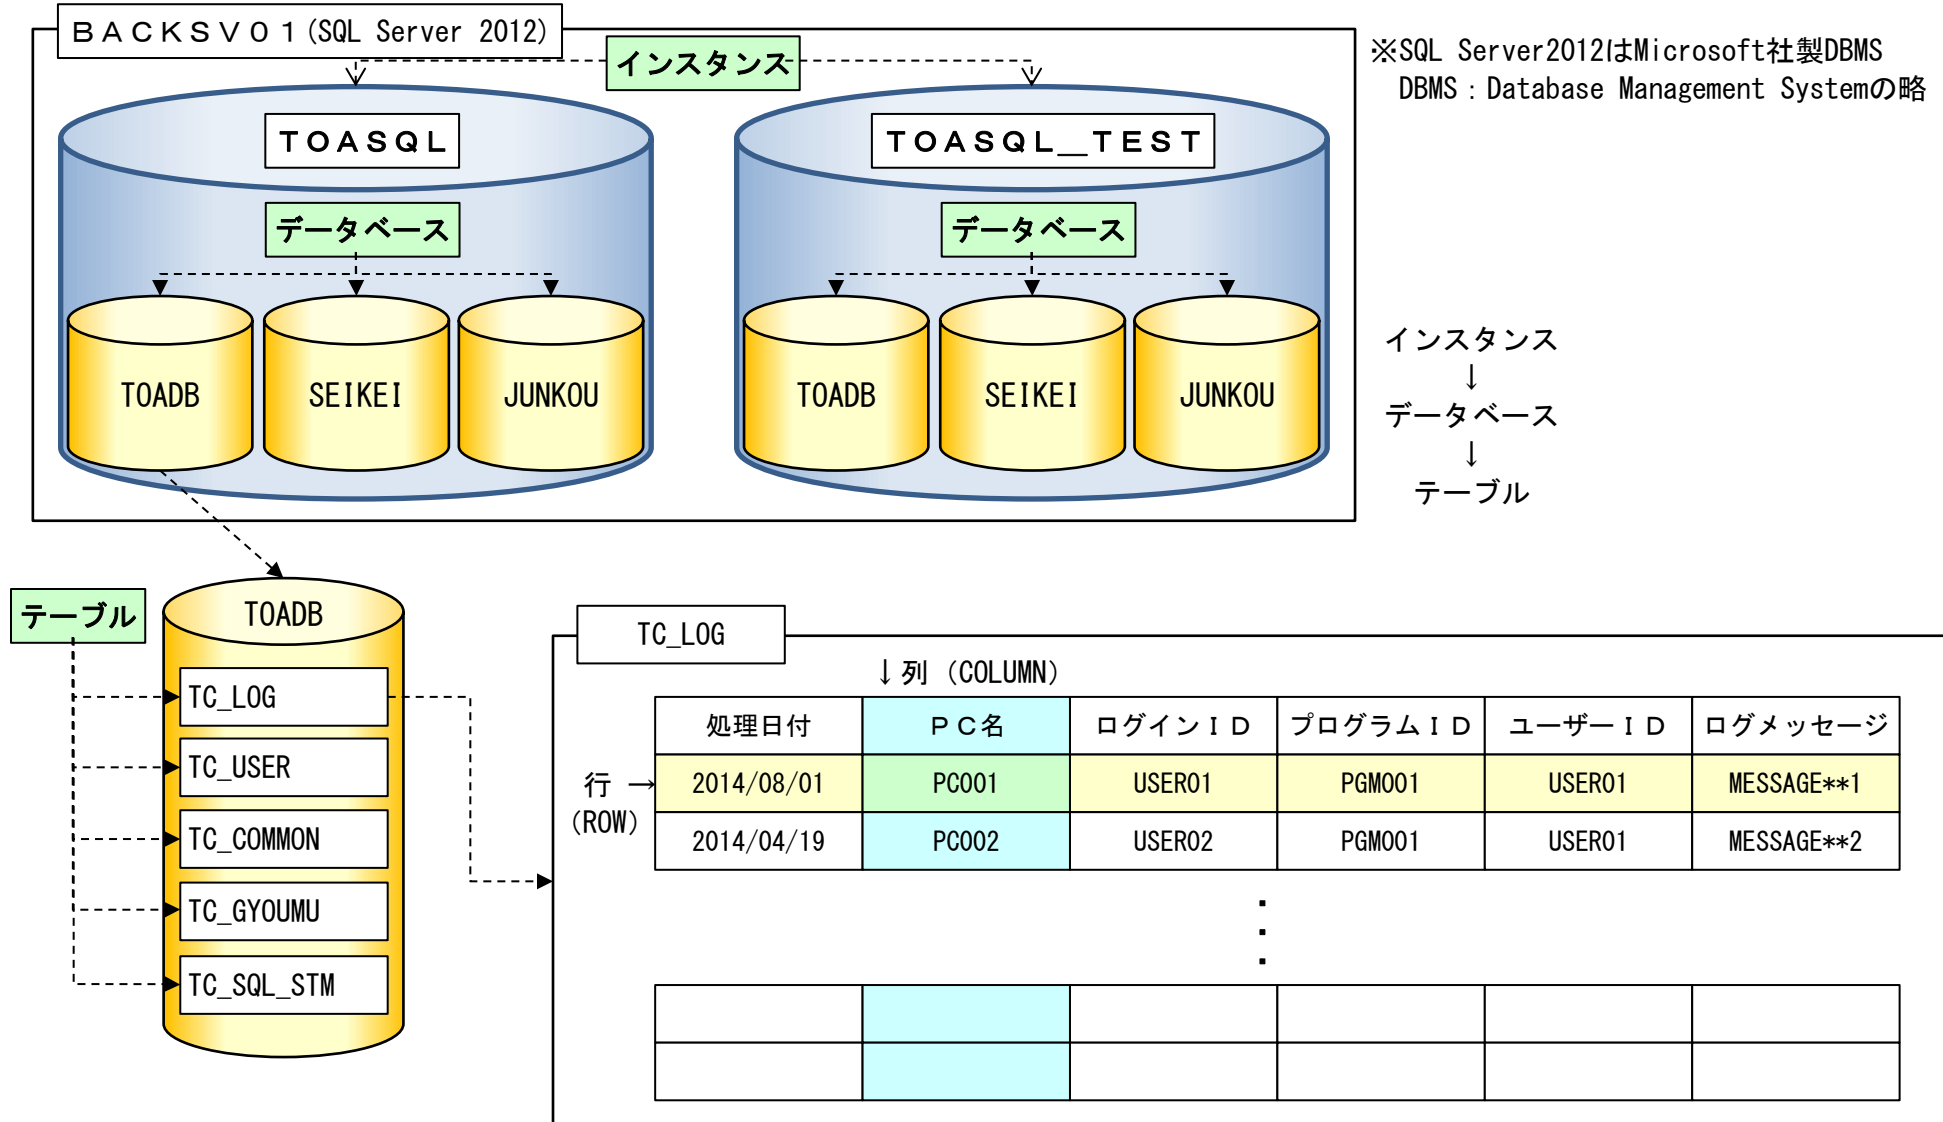 ＢＡＣＫＳＶ０１(SQL Server 2012)
インスタンス
※SQL Server2012はMicrosoft社製DBMS
DBMS：Database Management Systemの略
ＴＯＡＳＱＬ
ＴＯＡＳＱＬ＿ＴＥＳＴ
データベース
データベース
TOADB
SEIKEI
JUNKOU
TOADB
SEIKEI
JUNKOU
インスタンス
↓
データベース
↓
テーブル
テーブル
TOADB
TC_LOG
TC_USER
TC_COMMON
TC_GYOUMU
TC_SQL_STM
TC_LOG
↓列（COLUMN）
処理日付 ＰＣ名 ログインＩＤ プログラムＩＤ ユーザーＩＤ ログメッセージ
行 →
（ROW）
2014/08/01 PC001 USER01 PGM001 USER01 MESSAGE**1
2014/04/19 PC002 USER02 PGM001 USER01 MESSAGE**2
・
・
・